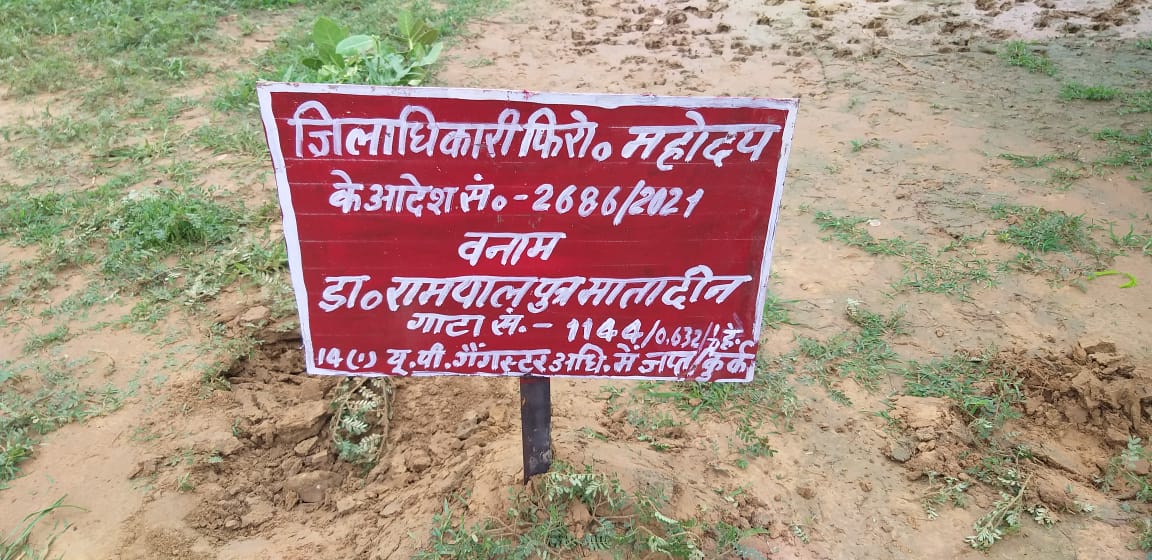 जिलाधिकारी फिरो० महोदय
के आदेश सं०-2686/2021
वनाम
डा० रामपाल पुत्र मातादीन
गाटा सं.- 1144/0.632/ है.
14(1) यू.पी. गैंगस्टर अधि. में जप्त/कुर्क